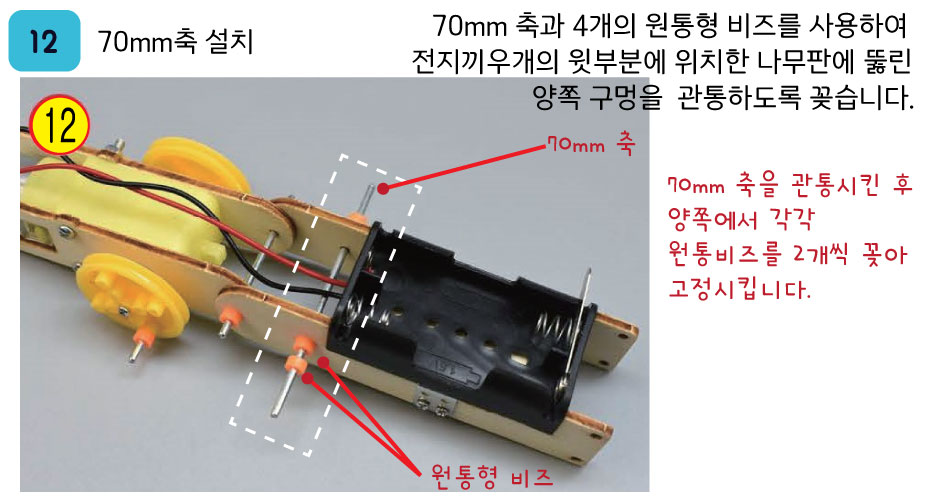 12
70mm축 설치
70mm 축과 4개의 원통형 비즈를 사용하여
전지끼우개의 윗부분에 위치한 나무판에 뚫린
양쪽 구멍을 관통하도록 꽂습니다.
12
70mm 축
70mm 축을 관통시킨 후
양쪽에서 각각
원통비즈를 2개씩 꽂아
고정시킵니다.
원통형 비즈